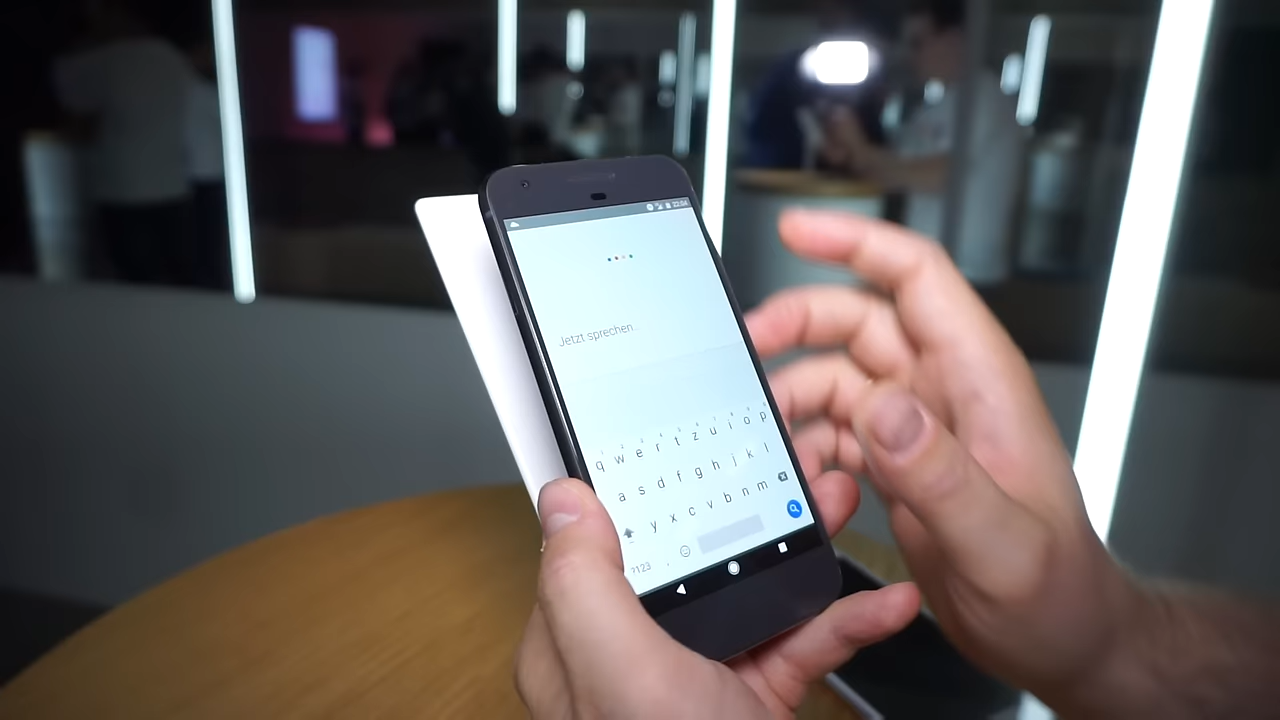 Jetzt sprechen...
q w e r t z u i o p
a s d f g h j k l
y x c v b n m
?123 .